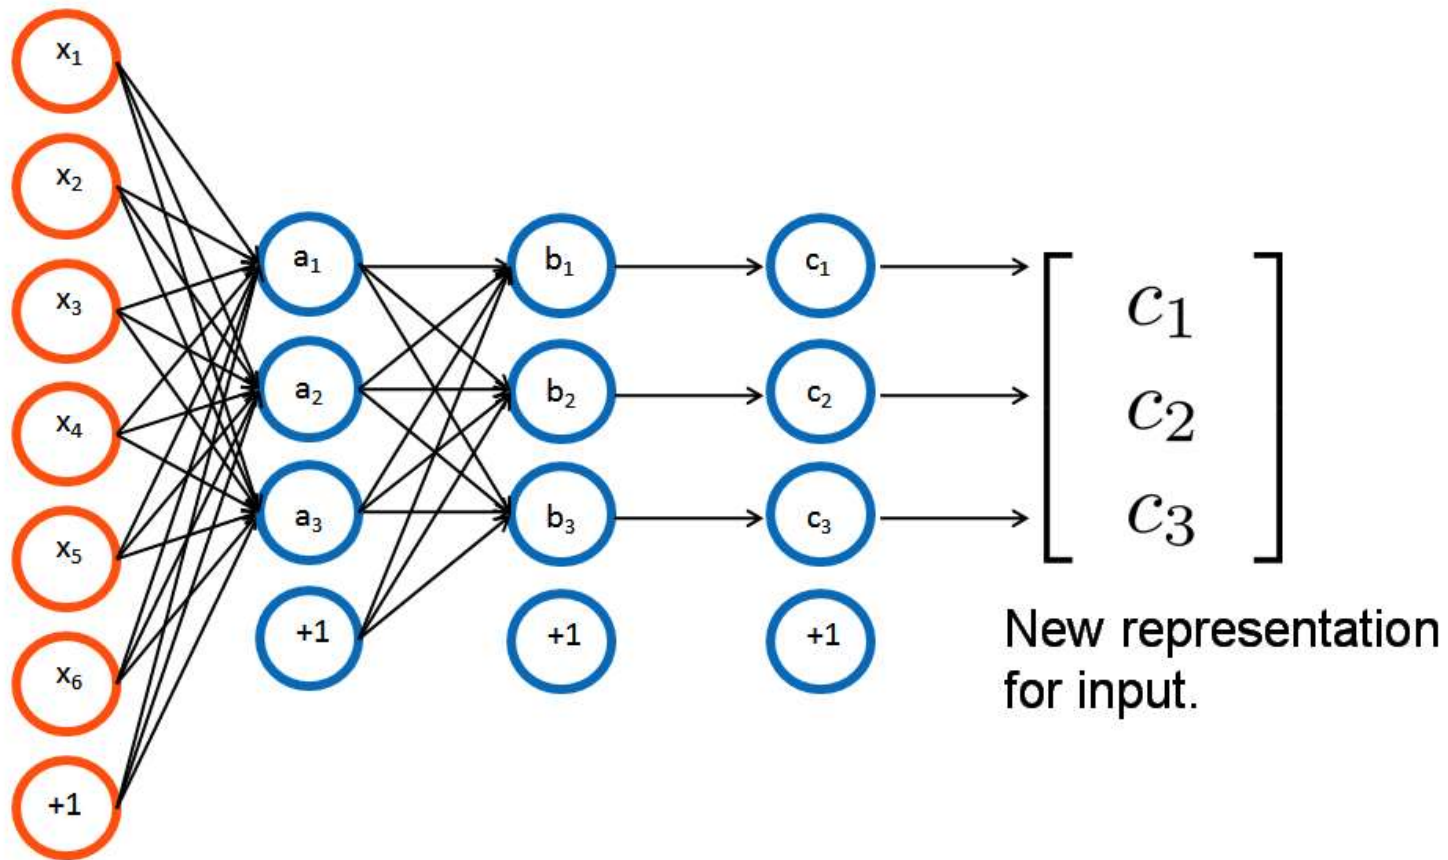 x₁
x₂
x₃
x₄
x₅
x₆
+1
a₁
a₂
a₃
+1
b₁
b₂
b₃
+1
c₁
c₂
c₃
+1
c₁
c₂
c₃
New representation
for input.